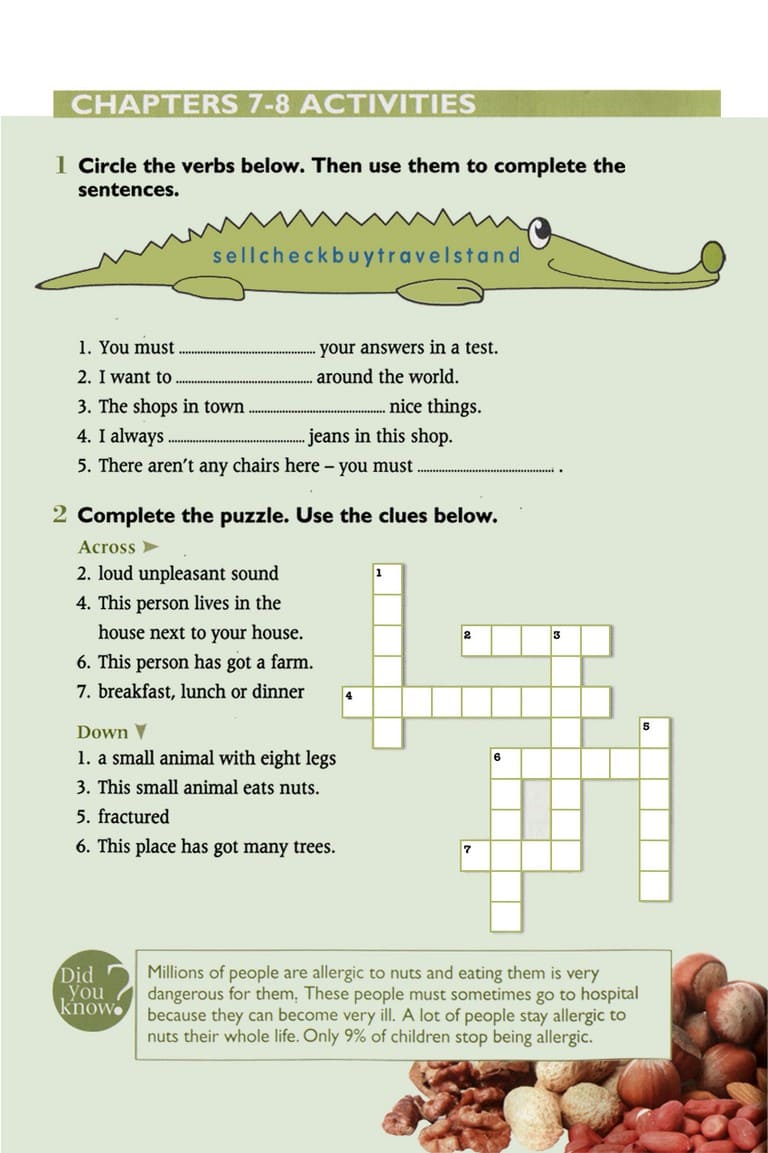 CHAPTERS 7-8 ACTIVITIES
1 Circle the verbs below. Then use them to complete the
sentences.
sellcheckbuytravelstand
1. You must ............................................ your answers in a test.
2. I want to ............................................ around the world.
3. The shops in town ............................................ nice things.
4. I always ............................................ jeans in this shop.
5. There aren't any chairs here – you must ............................................ .
2 Complete the puzzle. Use the clues below.
Across ➤
2. loud unpleasant sound
4. This person lives in the
house next to your house.
6. This person has got a farm.
7. breakfast, lunch or dinner
Down
1. a small animal with eight legs
3. This small animal eats nuts.
5. fractured
6. This place has got many trees.
1
2 3
4
5
6
7
Did
you
know?
Millions of people are allergic to nuts and eating them is very
dangerous for them. These people must sometimes go to hospital
because they can become very ill. A lot of people stay allergic to
nuts their whole life. Only 9% of children stop being allergic.